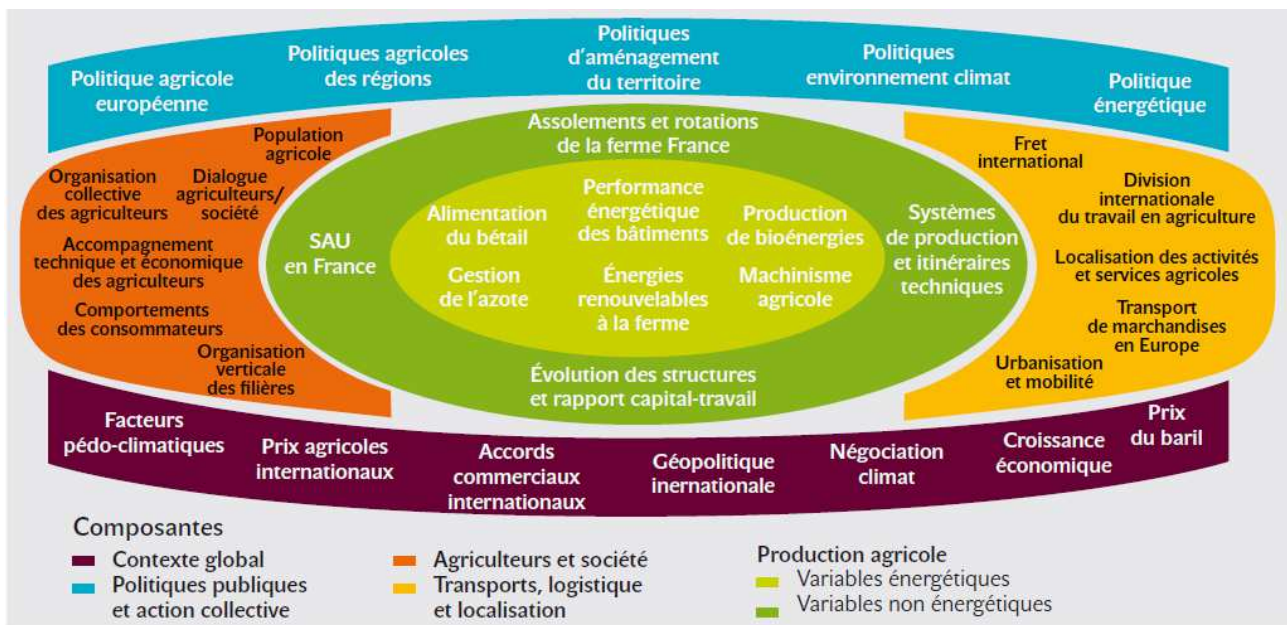 Politique agricole
européenne
Politiques agricoles
des régions
Politiques
d'aménagement
du territoire
Politiques
environnement climat
Politique
énergétique
Population
agricole
Organisation
collective
des agriculteurs
Dialogue
agriculteurs/
société
Accompagnement
technique et économique
des agriculteurs
Comportements
des consommateurs
Organisation
verticale
des filières
Assolements et rotations
de la ferme France
SAU
en France
Alimentation
du bétail
Performance
énergétique
des bâtiments
Production
de bioénergies
Gestion
de l'azote
Énergies
renouvelables
à la ferme
Machinisme
agricole
Systèmes
de production
et itinéraires
techniques
Évolution des structures
et rapport capital-travail
Fret
international
Division
internationale
du travail en agriculture
Localisation des activités
et services agricoles
Transport
de marchandises
en Europe
Urbanisation
et mobilité
Facteurs
pédo-climatiques
Prix agricoles
internationaux
Accords
commerciaux
internationaux
Géopolitique
inernationale
Négociation
climat
Croissance
économique
Prix
du baril
Composantes
Contexte global
Politiques publiques
et action collective
Agriculteurs et société
Transports, logistique
et localisation
Production agricole
Variables énergétiques
Variables non énergétiques